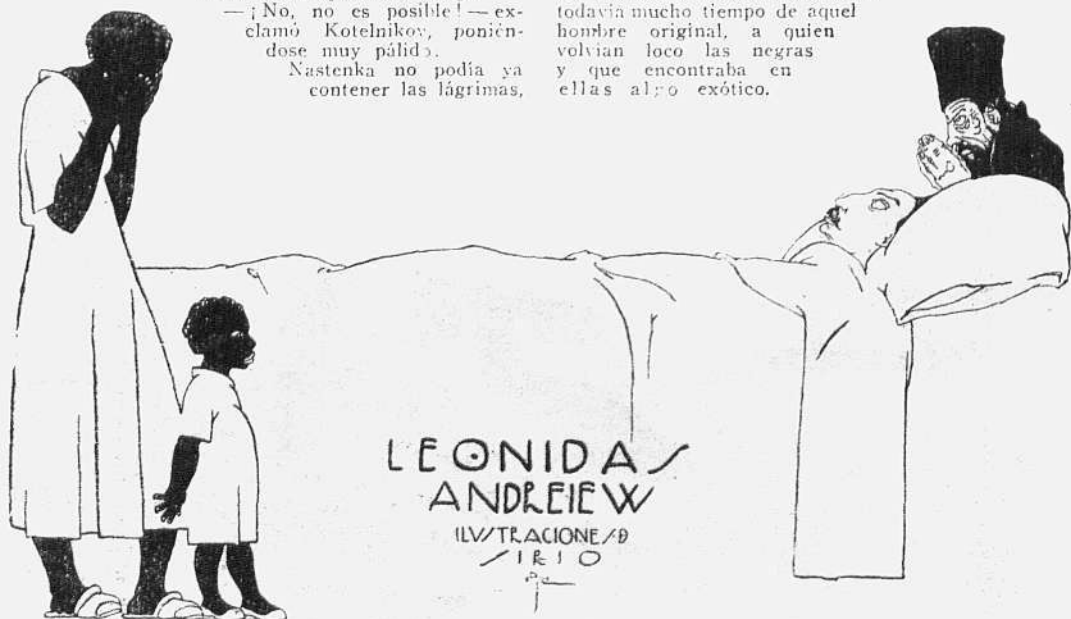 — ¡No, no es posible! — ex-
clamó Kotelnikov, ponién-
dose muy pálido.
Nastenka no podía ya
contener las lágrimas,
todavía mucho tiempo de aquel
hombre original, a quien
volvían loco las negras
y que encontraba en
ellas algo exótico.
LEONIDAS
ANDREIEW
ILVSTRACIONES D
SIRIO